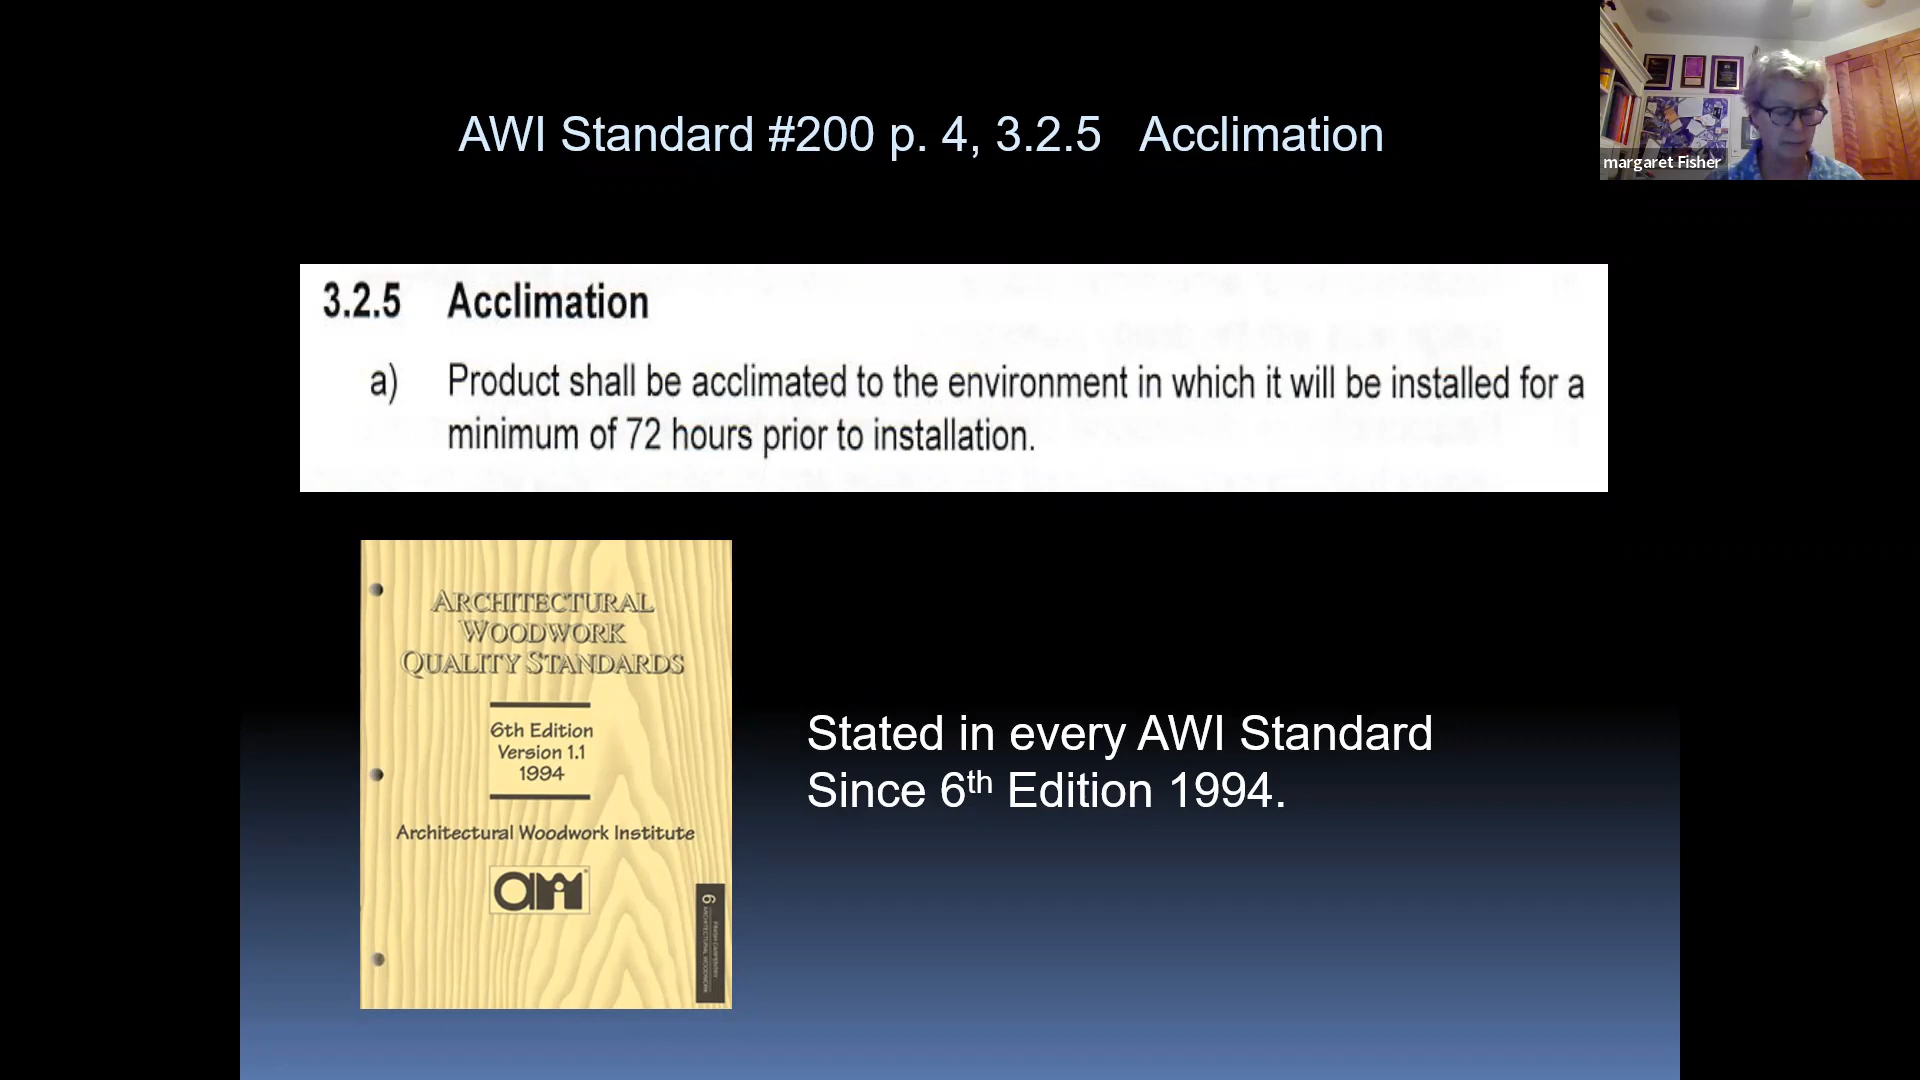 AWI Standard #200 p. 4, 3.2.5 Acclimation
margaret Fisher
3.2.5 Acclimation
a) Product shall be acclimated to the environment in which it will be installed for a
minimum of 72 hours prior to installation.
ARCHITECTURAL
WOODWORK
QUALITY STANDARDS
6th Edition
Version 1.1
1994
Architectural Woodwork Institute
AWI
6
Stated in every AWI Standard
Since 6th Edition 1994.